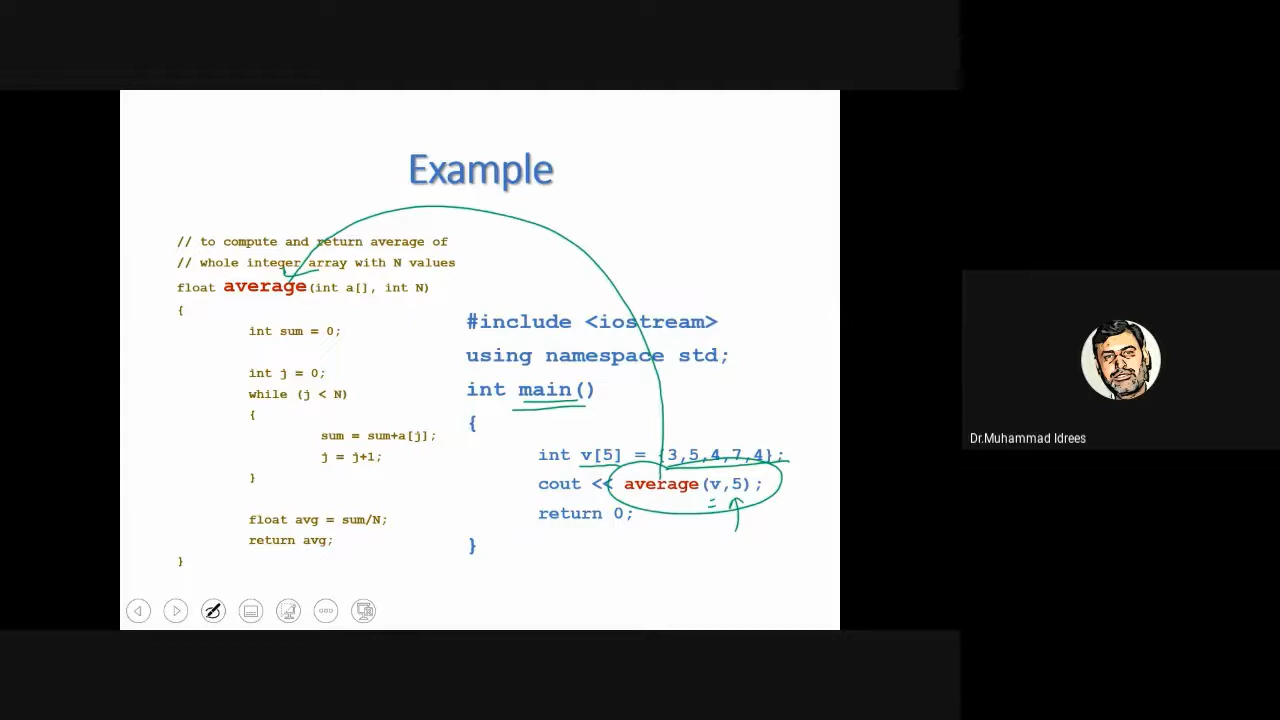 Example
// to compute and return average of
// whole integer array with N values
float average(int a[], int N)
{
int sum = 0;
int j = 0;
while (j < N)
{
sum = sum+a[j];
j = j+1;
}
float avg = sum/N;
return avg;
}
#include <iostream>
using namespace std;
int main()
{
int v[5] = {3,5,4,7,4};
cout << average(v,5);
return 0;
}
Dr.Muhammad Idrees